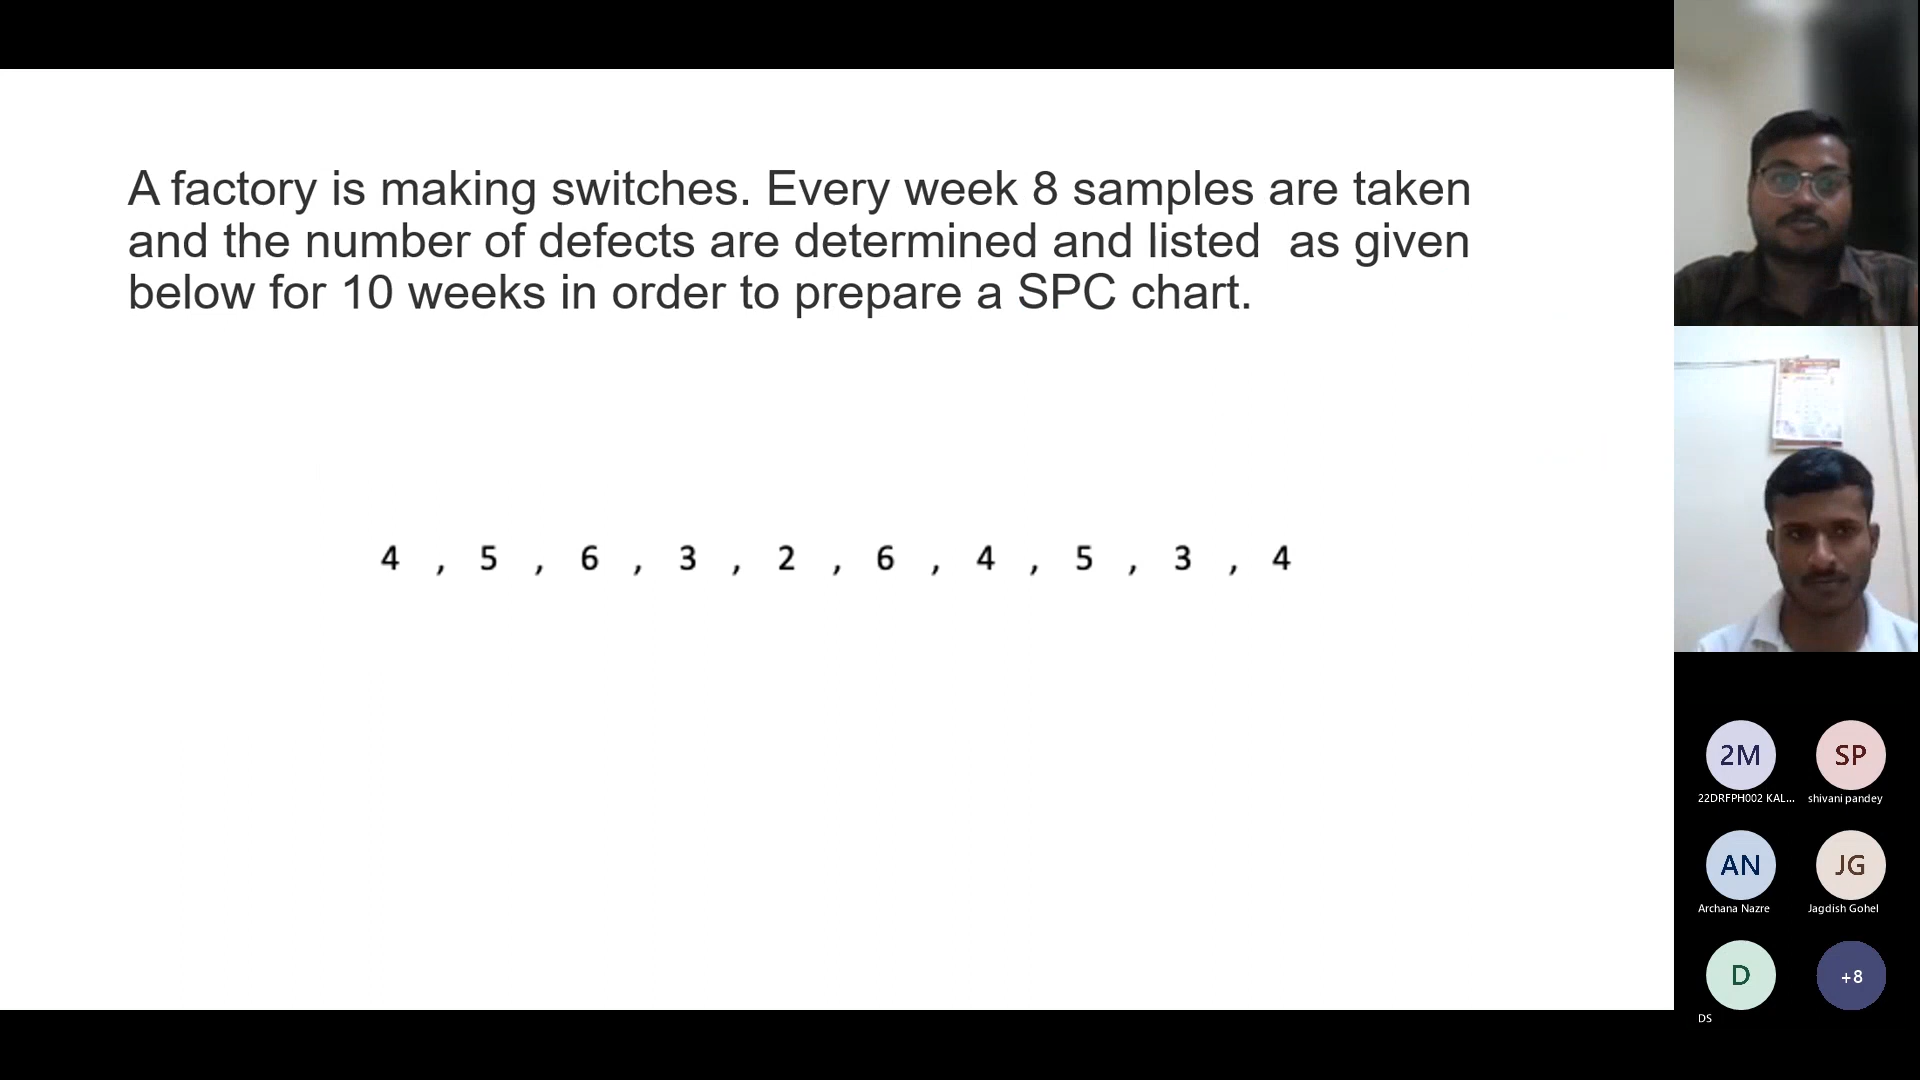 A factory is making switches. Every week 8 samples are taken
and the number of defects are determined and listed  as given
below for 10 weeks in order to prepare a SPC chart.
4 , 5 , 6 , 3 , 2 , 6 , 4 , 5 , 3 , 4
2M
SP
22DRFPH002 KAL...
shivani pandey
AN
JG
Archana Nazre
Jagdish Gohel
D
+8
DS